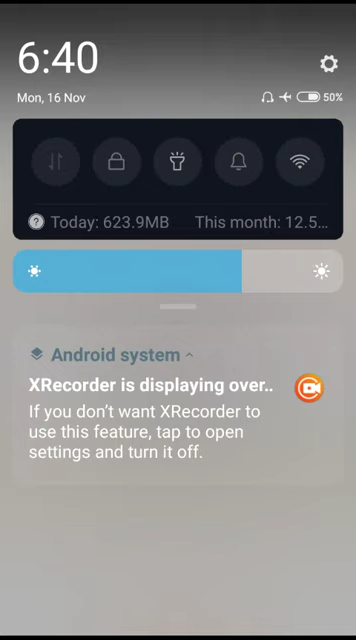 6:40
Mon, 16 Nov
50%
? Today: 623.9MB This month: 12.5...
Android system
XRecorder is displaying over..
If you don't want XRecorder to
use this feature, tap to open
settings and turn it off.